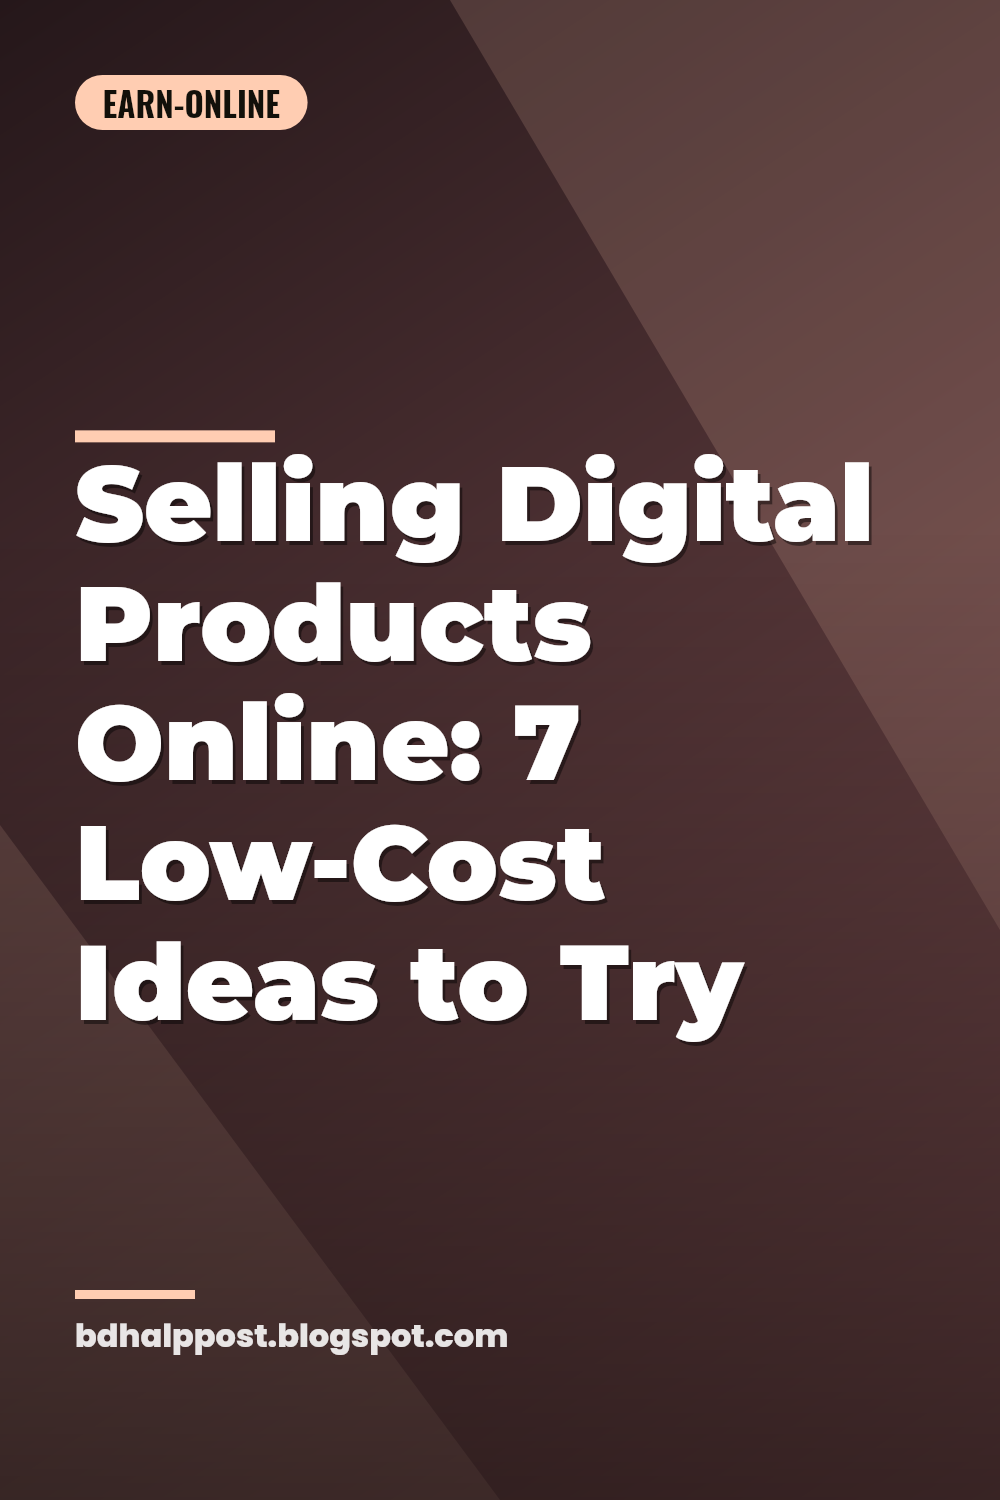 EARN-ONLINE
Selling Digital
Products
Online: 7
Low-Cost
Ideas to Try
bdhalppost.blogspot.com